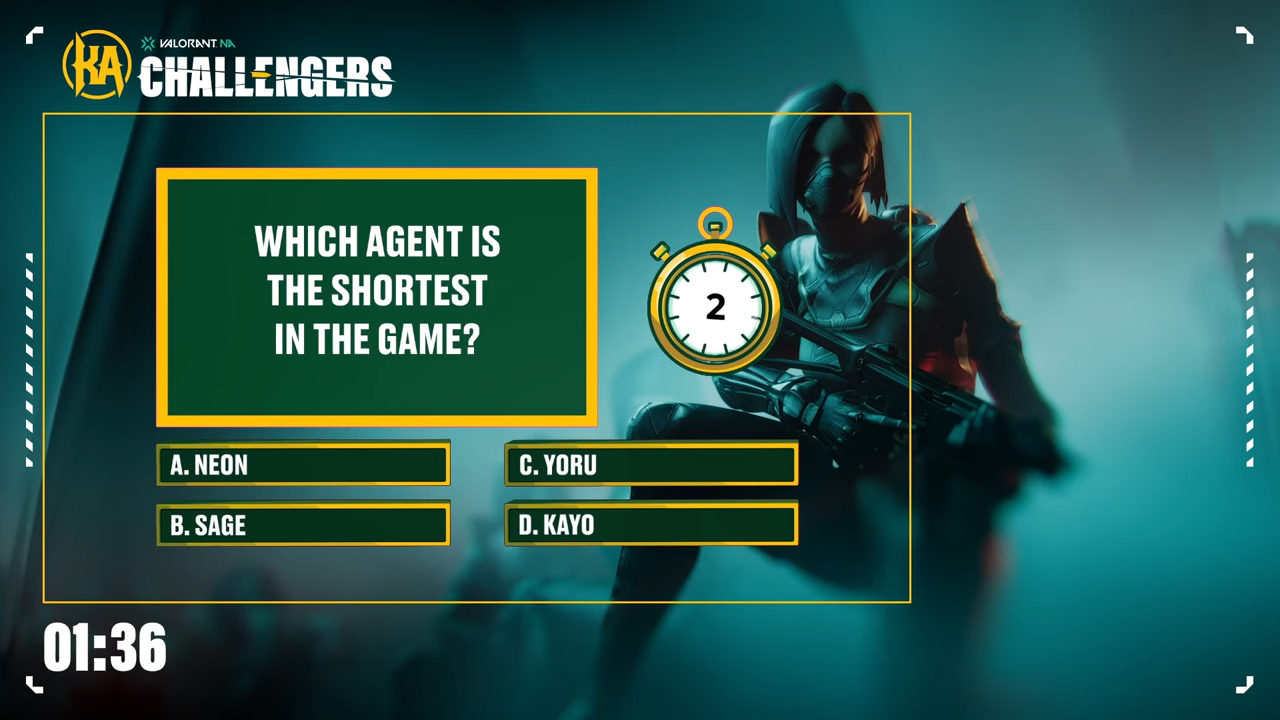 KA
VALORANT NA
CHALLENGERS
WHICH AGENT IS
THE SHORTEST
IN THE GAME?
2
A. NEON
C. YORU
B. SAGE
D. KAYO
01:36